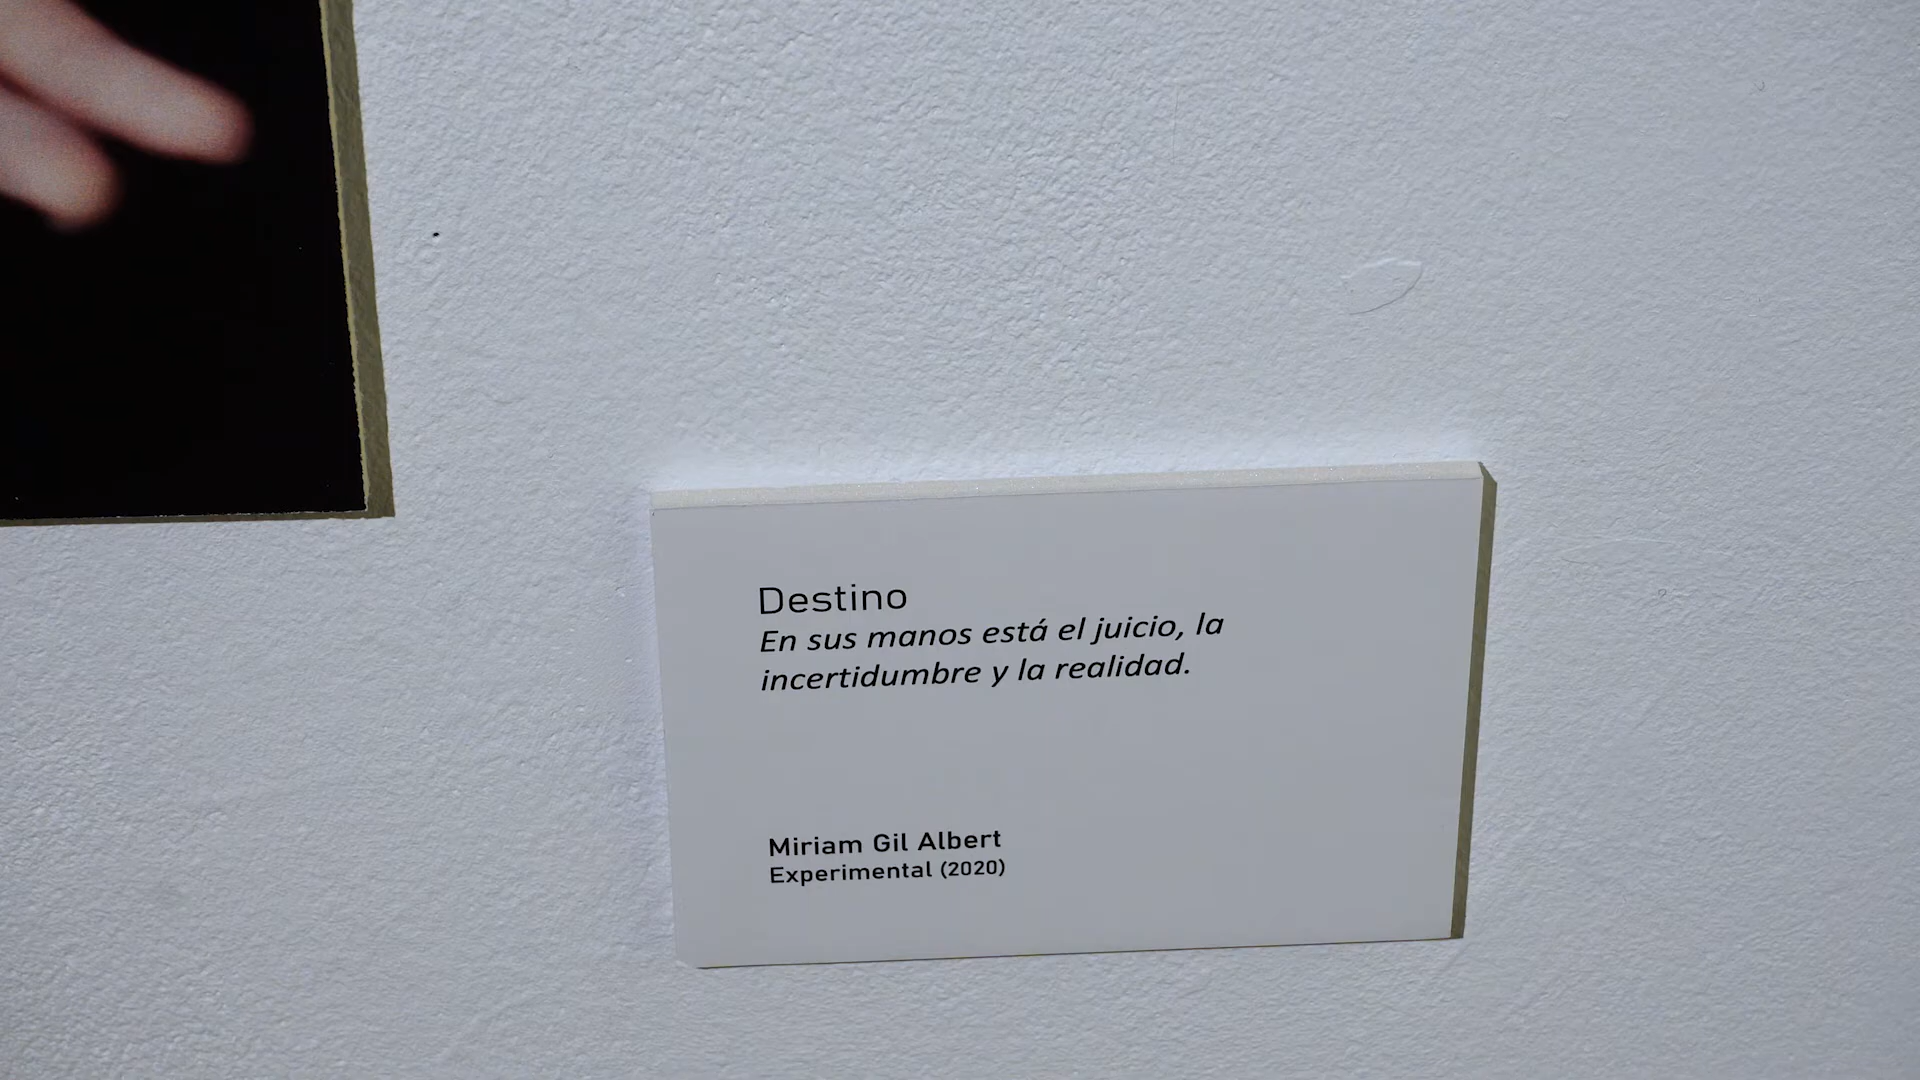 Destino
En sus manos está el juicio, la
incertidumbre y la realidad.
Miriam Gil Albert
Experimental (2020)